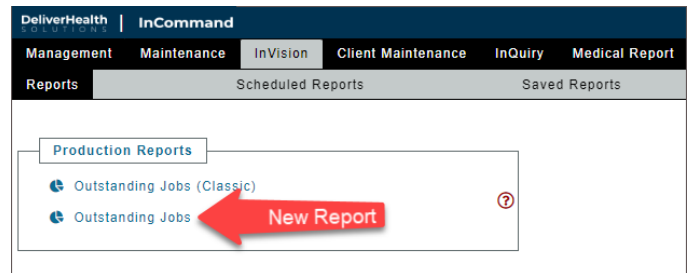 DeliverHealth | InCommand
SOLUTIONS
Management Maintenance InVision Client Maintenance InQuiry Medical Report
Reports Scheduled Reports Saved Reports
Production Reports
Outstanding Jobs (Classic)
?
Outstanding Jobs New Report